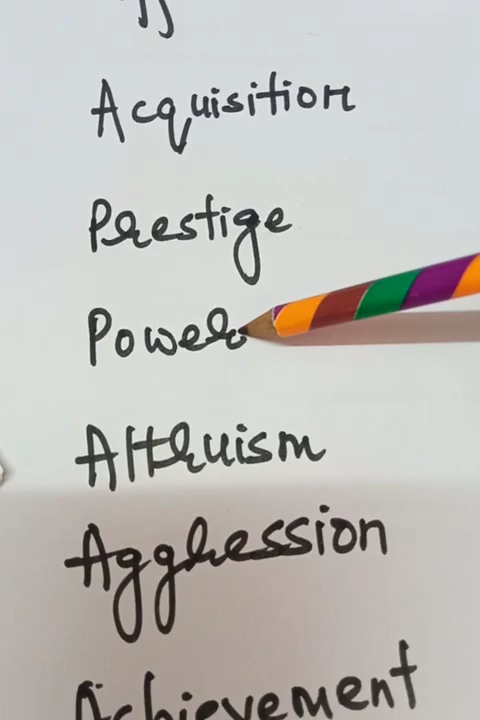 Acquisition
Prestige
Power
Altruism
Aggression
Achievement